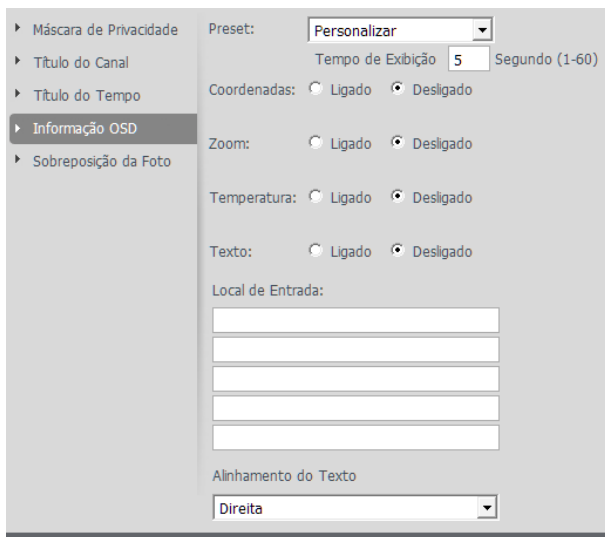 Máscara de Privacidade
Título do Canal
Título do Tempo
Informação OSD
Sobreposição da Foto
Preset: Personalizar
Tempo de Exibição 5 Segundo (1-60)
Coordenadas: Ligado Desligado
Zoom: Ligado Desligado
Temperatura: Ligado Desligado
Texto: Ligado Desligado
Local de Entrada:
Alinhamento do Texto
Direita